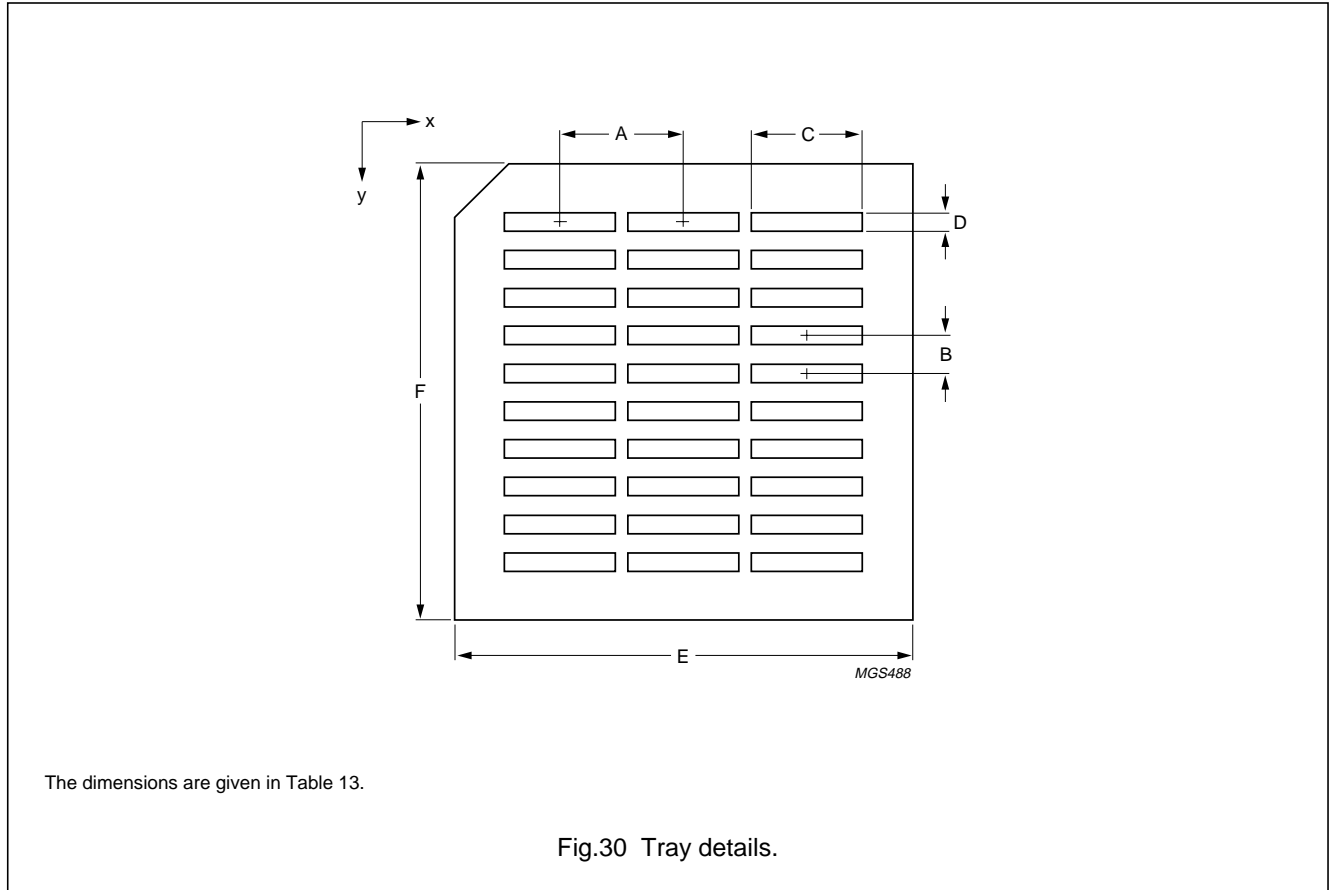 x
A
C
y
D
B
F
E
MGS488
The dimensions are given in Table 13.
Fig.30 Tray details.